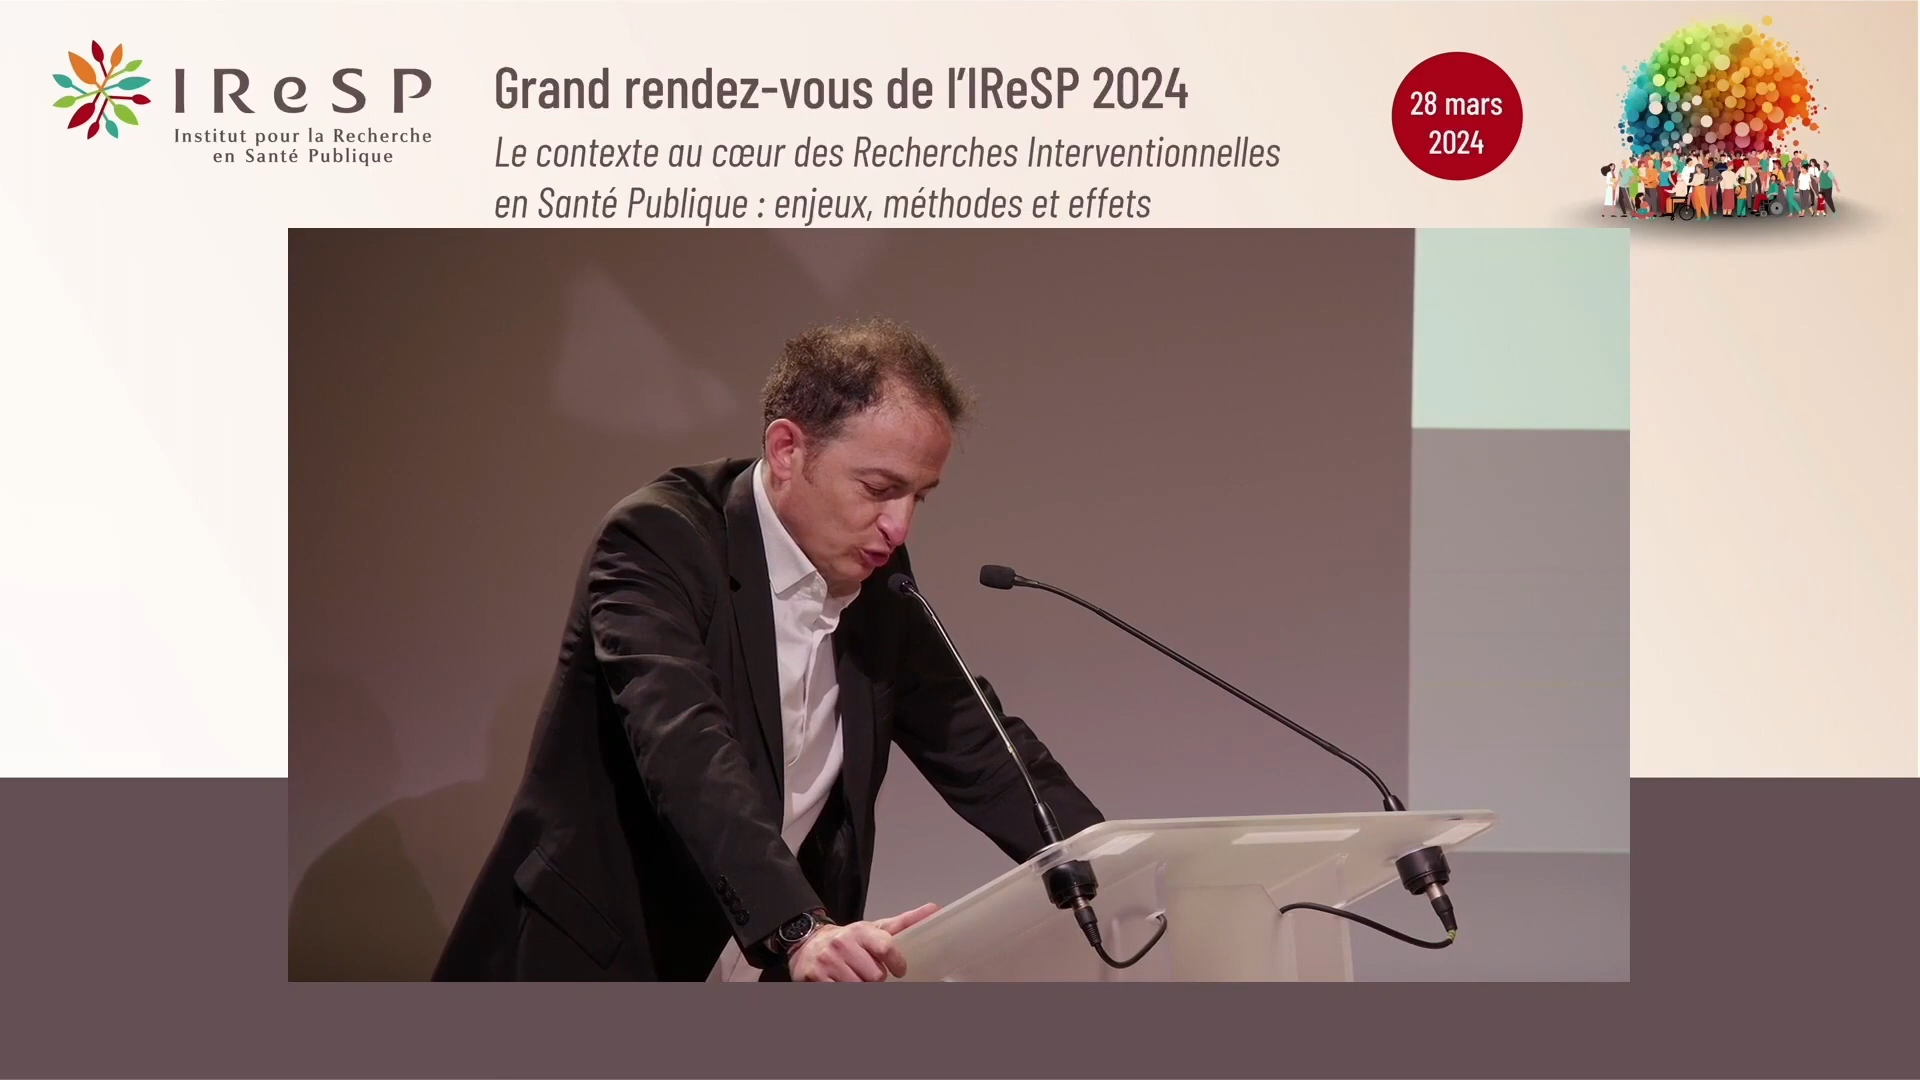 IReSP
Institut pour la Recherche
en Santé Publique
Grand rendez-vous de l'IReSP 2024
Le contexte au cœur des Recherches Interventionnelles
en Santé Publique : enjeux, méthodes et effets
28 mars
2024